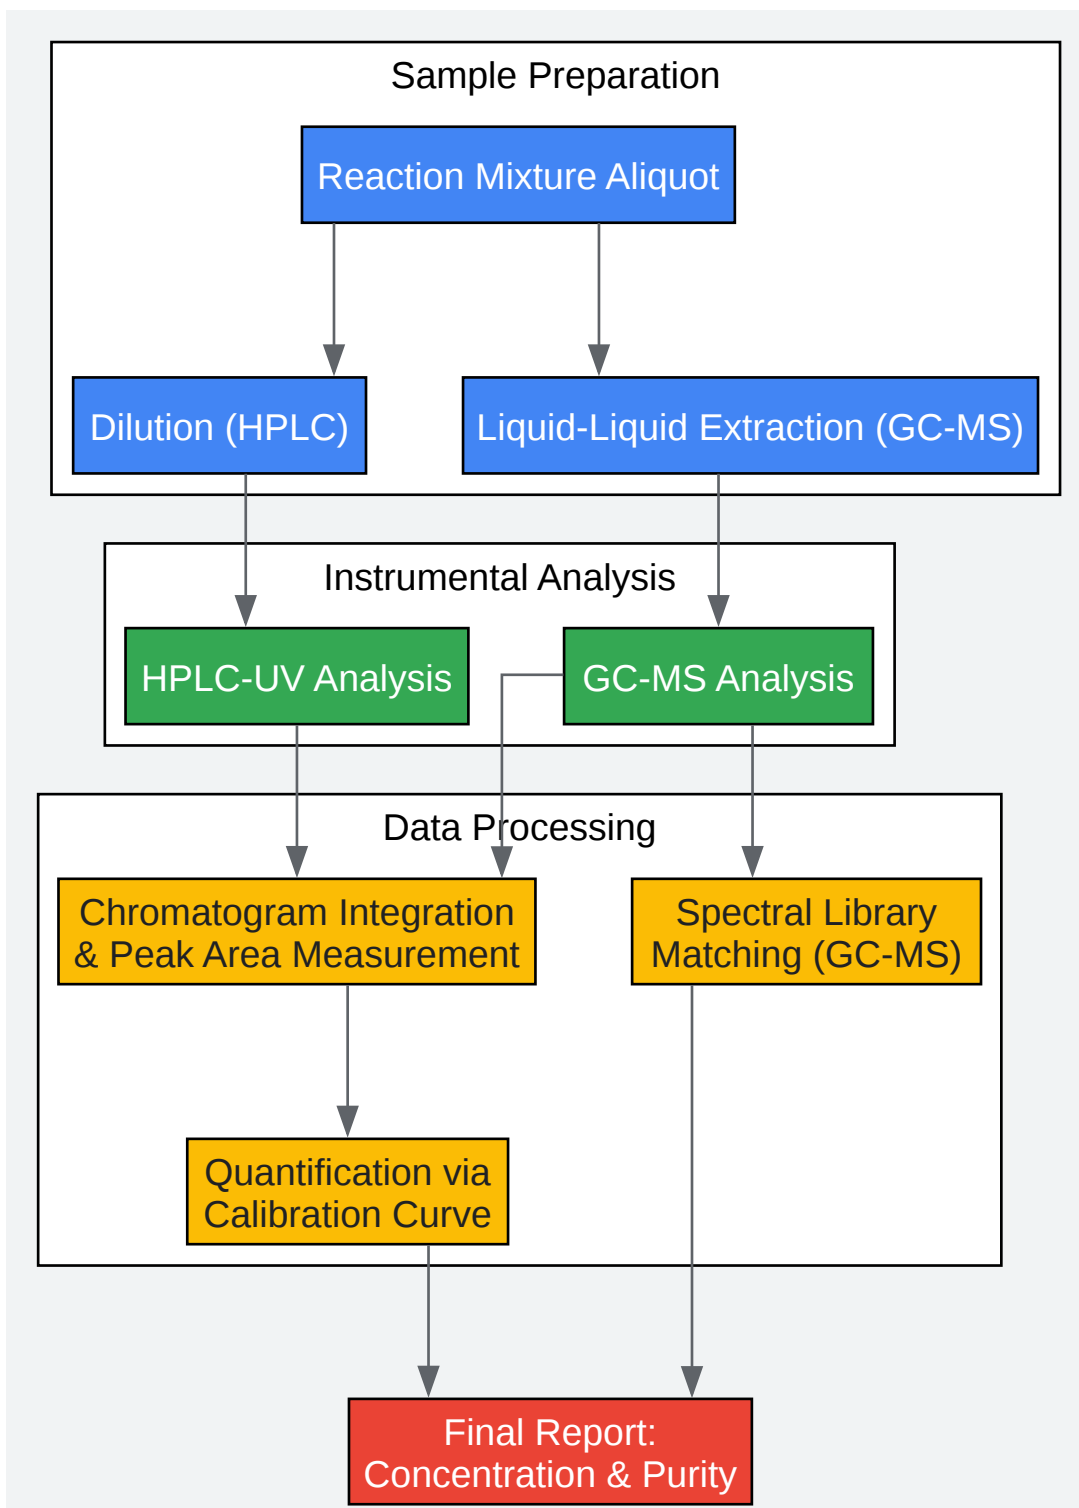 Sample Preparation
Reaction Mixture Aliquot
Dilution (HPLC)
Liquid-Liquid Extraction (GC-MS)
Instrumental Analysis
HPLC-UV Analysis
GC-MS Analysis
Data Processing
Chromatogram Integration
& Peak Area Measurement
Spectral Library
Matching (GC-MS)
Quantification via
Calibration Curve
Final Report:
Concentration & Purity